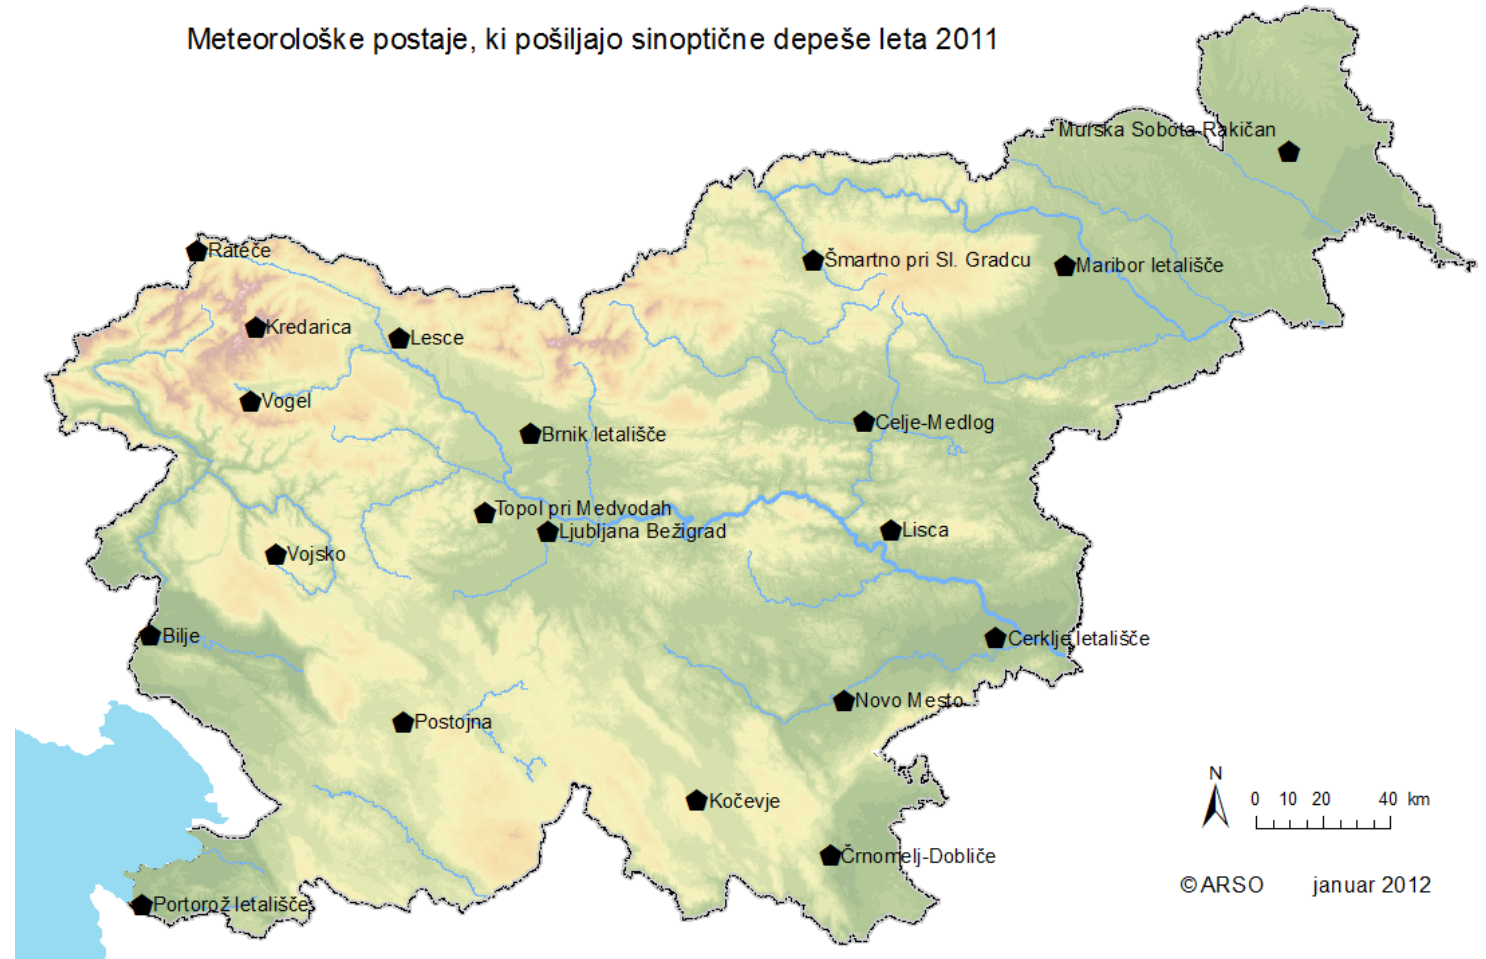 Meteorološke postaje, ki pošiljajo sinoptične depeše leta 2011
Murska Sobota-Rakičan
Rateče
Šmartno pri Sl. Gradcu
Maribor letališče
Kredarica
Lesce
Vogel
Celje-Medlog
Brnik letališče
Topol pri Medvodah
Ljubljana Bežigrad
Lisca
Vojsko
Bilje
Cerklje letališče
Novo Mesto
Postojna
Kočevje
Črnomelj-Dobliče
Portorož letališče
N
0 10 20 40 km
©ARSO januar 2012